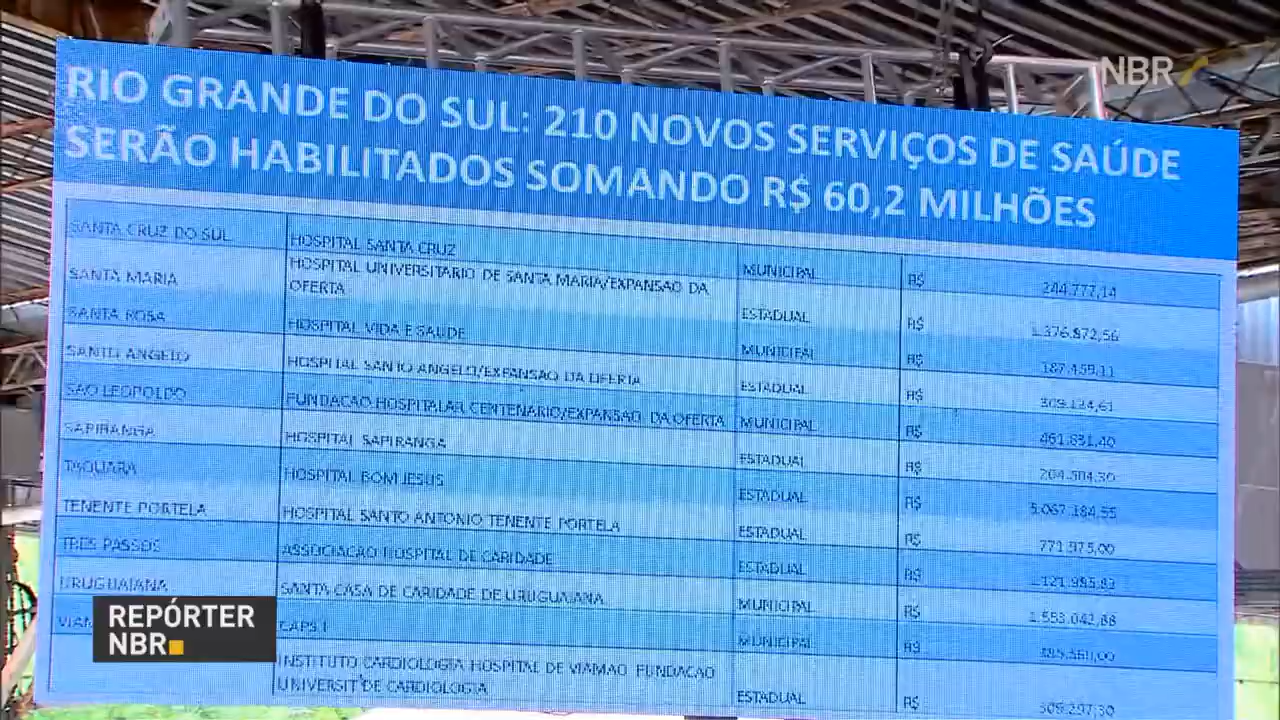 NBR
RIO GRANDE DO SUL: 210 NOVOS SERVIÇOS DE SAÚDE
SERÃO HABILITADOS SOMANDO R$ 60,2 MILHÕES
SANTA CRUZ DO SUL HOSPITAL SANTA CRUZ MUNICIPAL R$ 244.777,14
SANTA MARIA HOSPITAL UNIVERSITARIO DE SANTA MARIA/EXPANSAO DA
OFERTA ESTADUAL R$ 1.376.872,56
SANTA ROSA HOSPITAL VIDA E SAUDE MUNICIPAL R$ 187.459,11
SANTO ANGELO HOSPITAL SANTO ANGELO/EXPANSAO DA OFERTA ESTADUAL R$
SAO LEOPOLDO FUNDACAO HOSPITALAR CENTENARIO/EXPANSAO DA OFERTA MUNICIPAL R$ 461.831,40
SAPIRANGA HOSPITAL SAPIRANGA ESTADUAL R$
TAQUARA HOSPITAL BOM JESUS ESTADUAL R$ 5.067.184,55
TENENTE PORTELA HOSPITAL SANTO ANTONIO TENENTE PORTELA ESTADUAL R$ 771.975,00
TRES PASSOS ASSOCIACAO HOSPITAL DE CARIDADE ESTADUAL R$
URUGUAIANA SANTA CASA DE CARIDADE DE URUGUAIANA MUNICIPAL R$ 1.553.042,88
CAPS I MUNICIPAL R$
INSTITUTO CARDIOLOGIA HOSPITAL DE VIAMAO FUNDACAO
UNIVERSIT DE CARDIOLOGIA ESTADUAL R$ 509.297,30
REPÓRTER
NBR